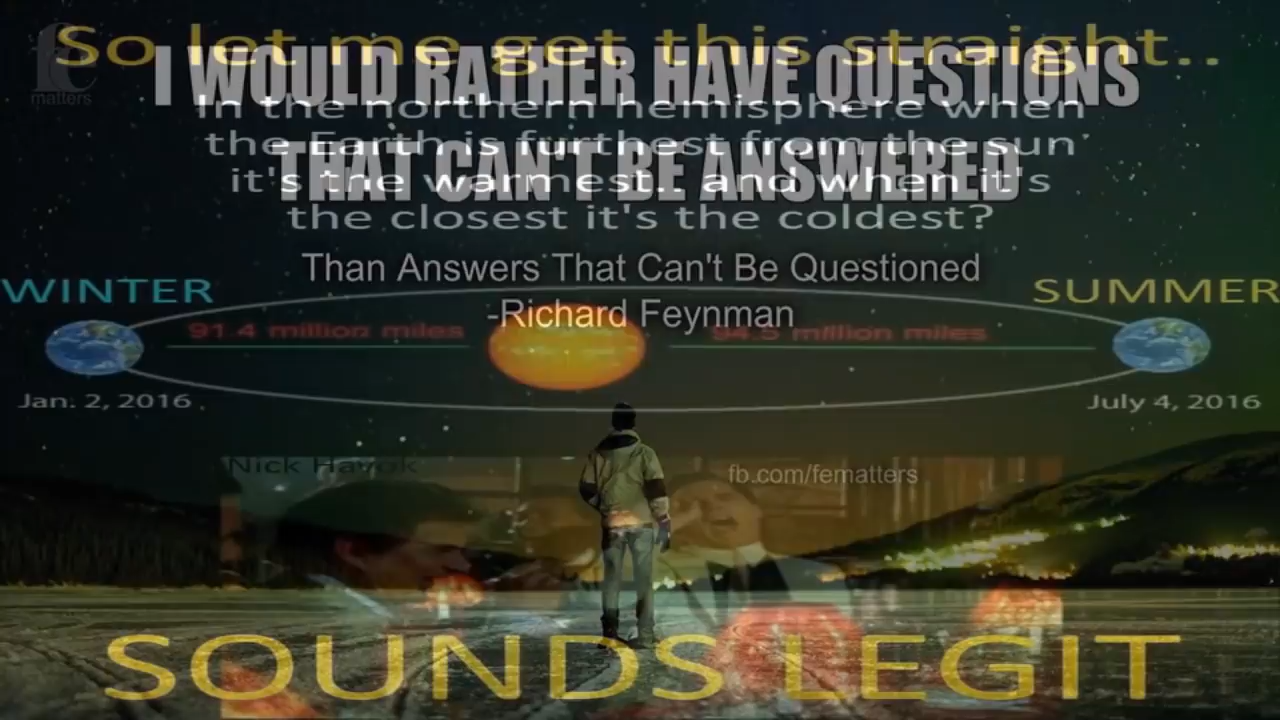 So let me get this straight..
I WOULD RATHER HAVE QUESTIONS
matters
In the northern hemisphere when
the Earth is furthest from the sun
THAT CAN'T BE ANSWERED
it's the warmest.. and when it's
the closest it's the coldest?
Than Answers That Can't Be Questioned
-Richard Feynman
WINTER
SUMMER
91.4 million miles
94.5 million miles
Jan. 2, 2016
July 4, 2016
Nick Havok
fb.com/fematters
SOUNDS LEGIT